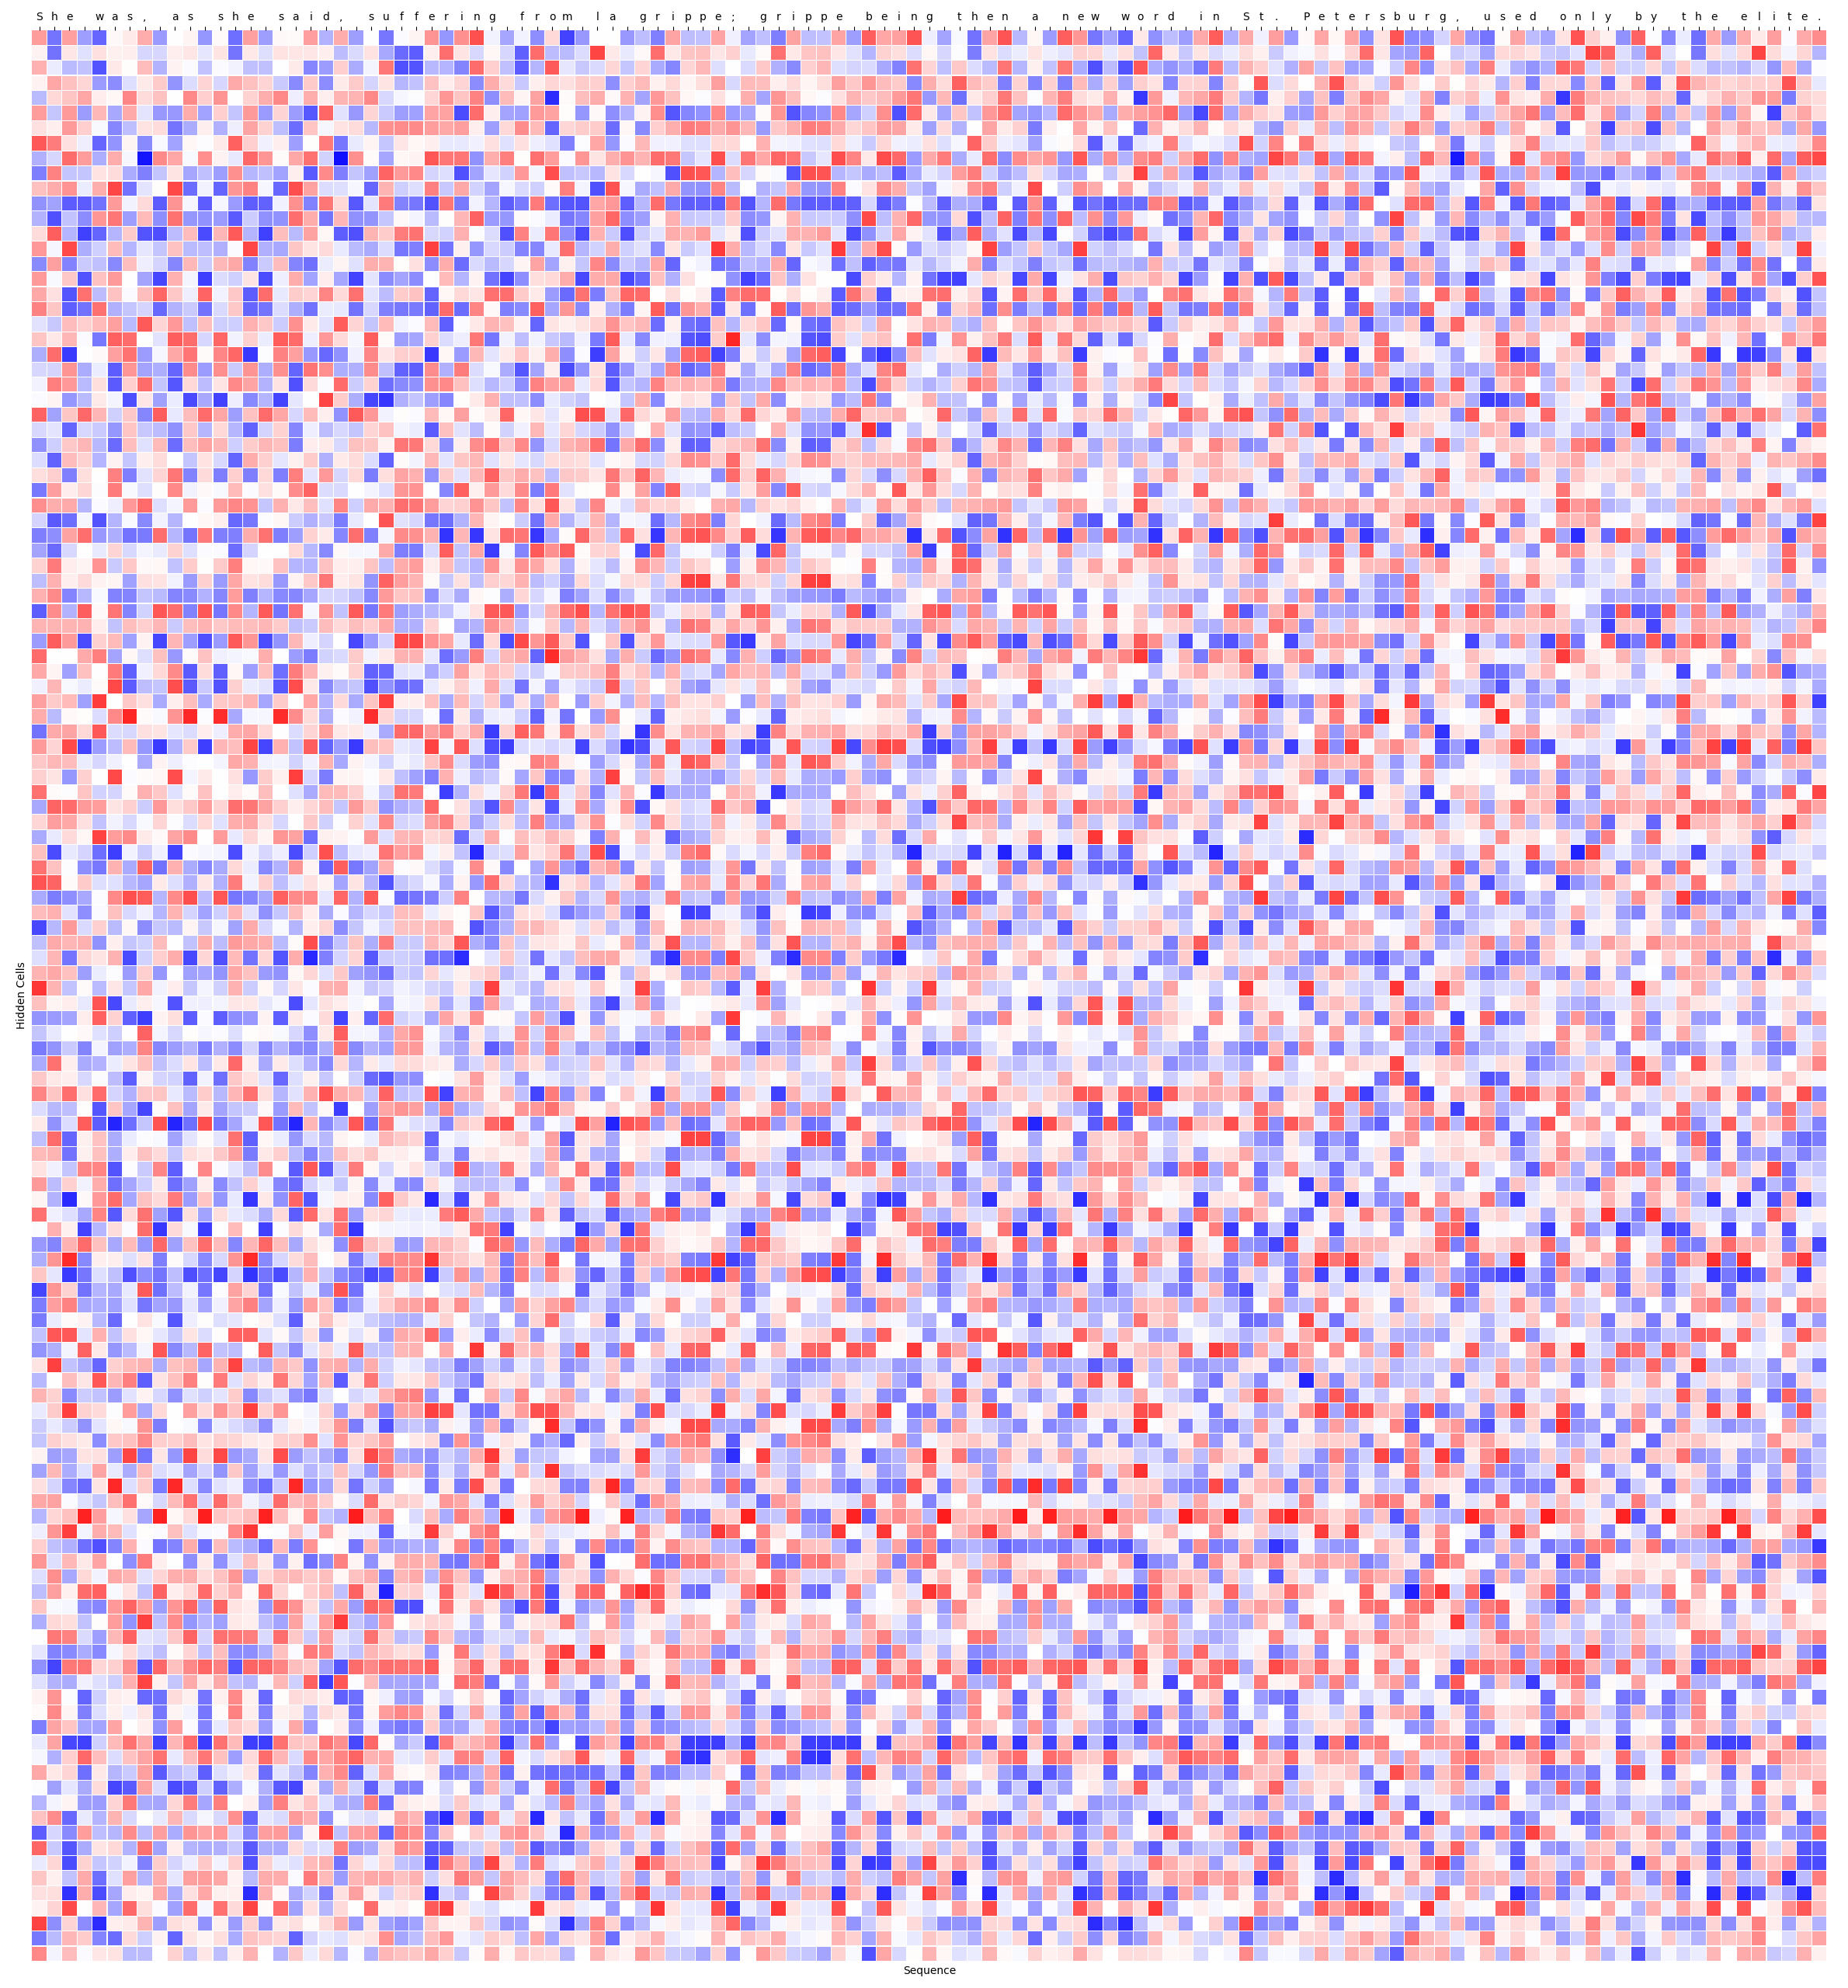 She was, as she said, suffering from la grippe; grippe being then a new word in St. Petersburg, used only by the elite.
Hidden Cells
Sequence